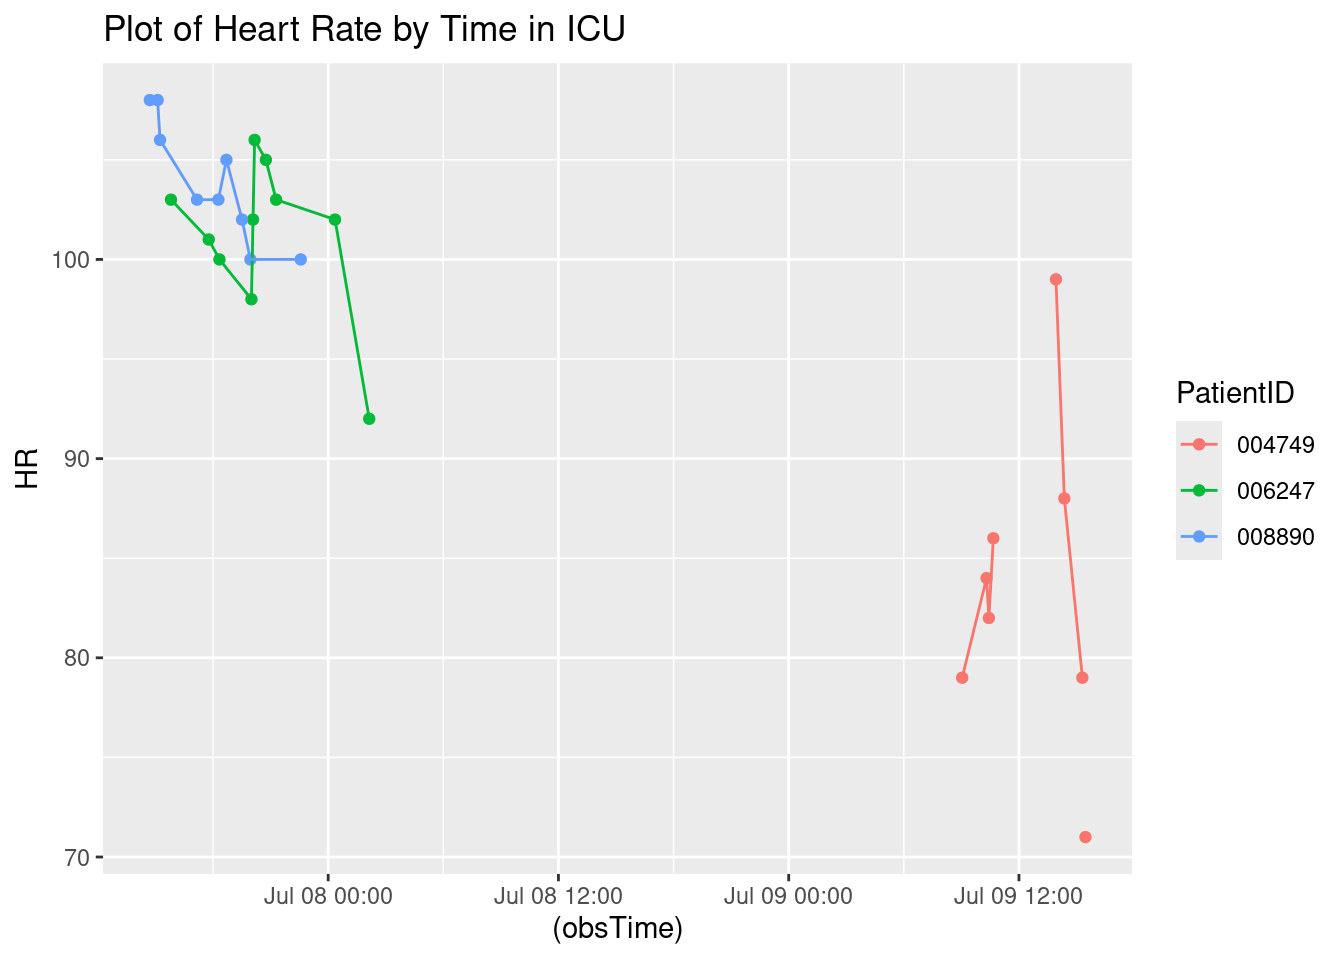 Plot of Heart Rate by Time in ICU
HR
100
90
80
70
Jul 08 00:00
Jul 08 12:00
Jul 09 00:00
Jul 09 12:00
(obsTime)
PatientID
004749
006247
008890